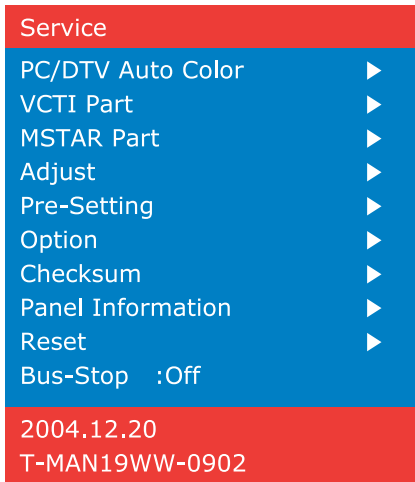 Service
PC/DTV Auto Color
VCTI Part
MSTAR Part
Adjust
Pre-Setting
Option
Checksum
Panel Information
Reset
Bus-Stop :Off
2004.12.20
T-MAN19WW-0902